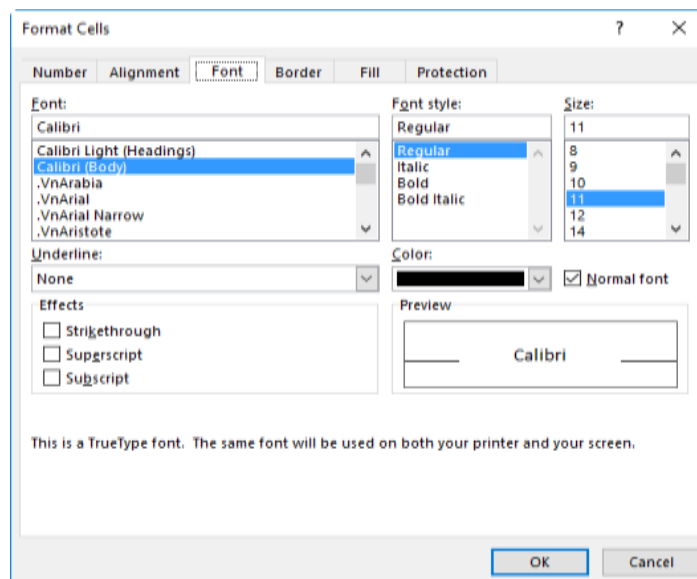 Format Cells ?
Number Alignment Font Border Fill Protection
Font: Font style: Size:
Calibri Regular 11
Calibri Light (Headings) Regular 8
Calibri (Body) Italic 9
.VnArabia Bold 10
.VnArial Bold Italic 11
.VnArial Narrow 12
.VnAristote 14
Underline: Color:
None Normal font
Effects Preview
Strikethrough
Superscript Calibri
Subscript
This is a TrueType font. The same font will be used on both your printer and your screen.
OK Cancel